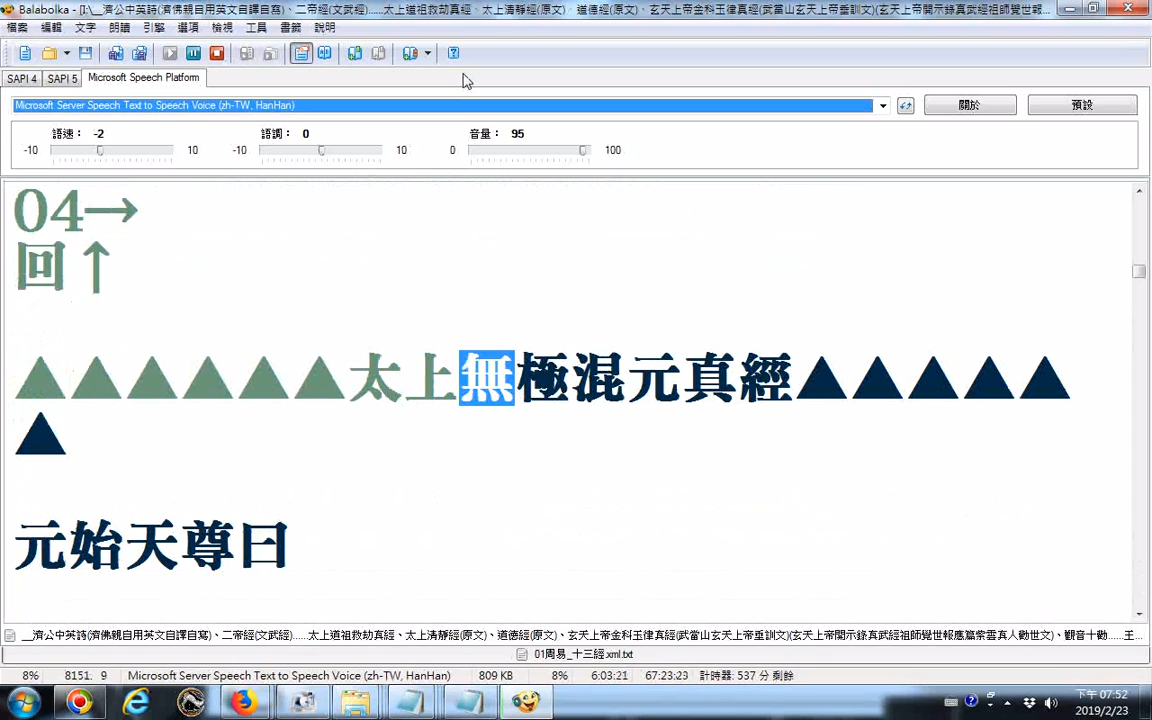 Balabolka - [I:\__濟公中英詩(濟佛親自用英文自譯自寫)、二帝經(文武經).....太上道祖救劫真經、太上清靜經(原文)、道德經(原文)、玄天上帝金科玉律真經(武當山玄天上帝垂訓文)(玄天上帝開示錄真武經祖師覺世報...
檔案 編輯 文字 朗讀 引擎 選項 檢視 工具 書籤 說明
SAPI 4 SAPI 5 Microsoft Speech Platform
Microsoft Server Speech Text to Speech Voice (zh-TW, HanHan) 關於 預設
語速： -2 語調： 0 音量： 95
-10 10 -10 10 0 100
04→
回↑
▲▲▲▲▲▲太上無極混元真經▲▲▲▲▲
▲
元始天尊曰
__濟公中英詩(濟佛親自用英文自譯自寫)、二帝經(文武經).....太上道祖救劫真經、太上清靜經(原文)、道德經(原文)、玄天上帝金科玉律真經(武當山玄天上帝垂訓文)(玄天上帝開示錄真武經祖師覺世報應篇紫雲真人勸世文)、觀音十勸....王...
01周易_十三經.xml.txt
8% 8151. 9 Microsoft Server Speech Text to Speech Voice (zh-TW, HanHan) 809 KB 8% 6:03:21 67:23:23 計時器: 537 分 剩餘
下午 07:52
2019/2/23